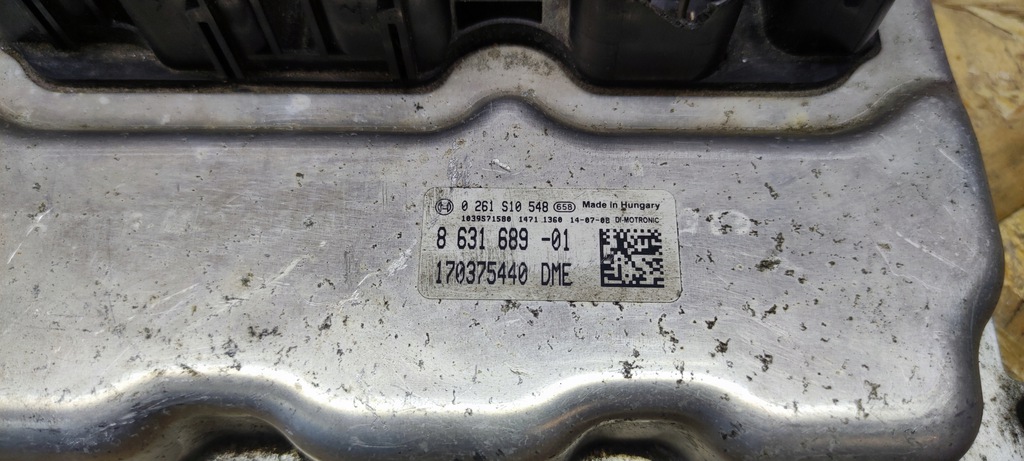 0 261 S10 548 658 Made in Hungary
1039S71580 1471 1360 14-07-08 DI-MOTRONIC
8 631 689 -01
170375440 DME